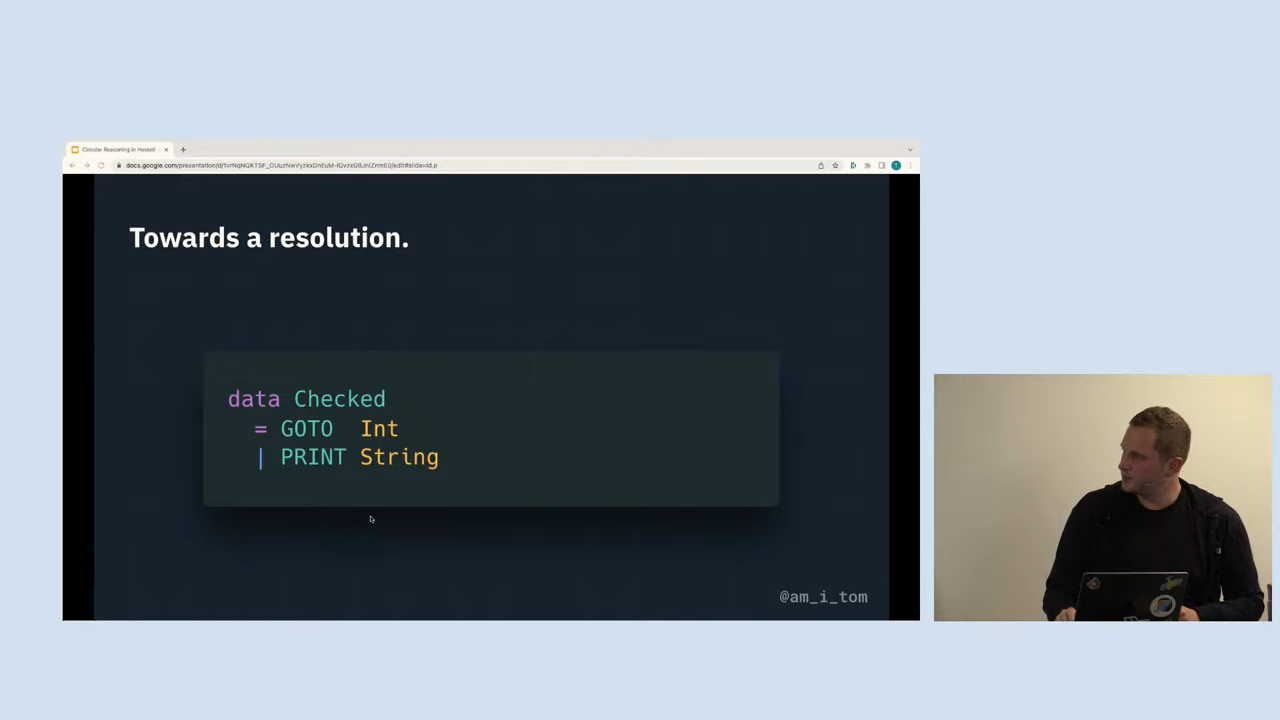 Circular Reasoning in Haskell
Towards a resolution.
data Checked
= GOTO Int
| PRINT String
@am_i_tom